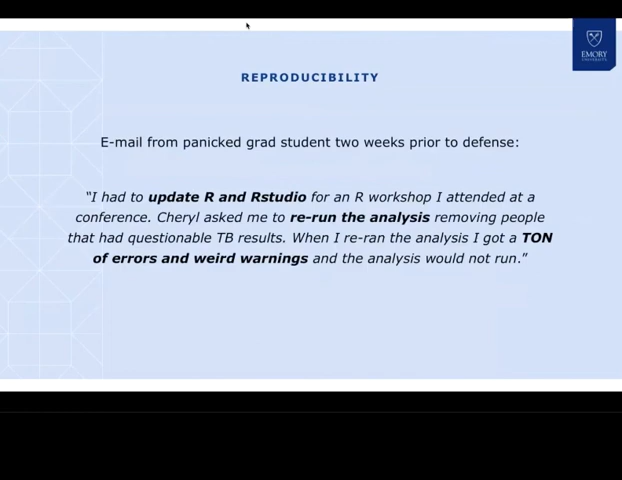 EMORY
UNIVERSITY
REPRODUCIBILITY
E-mail from panicked grad student two weeks prior to defense:
“I had to update R and Rstudio for an R workshop I attended at a
conference. Cheryl asked me to re-run the analysis removing people
that had questionable TB results. When I re-ran the analysis I got a TON
of errors and weird warnings and the analysis would not run.”